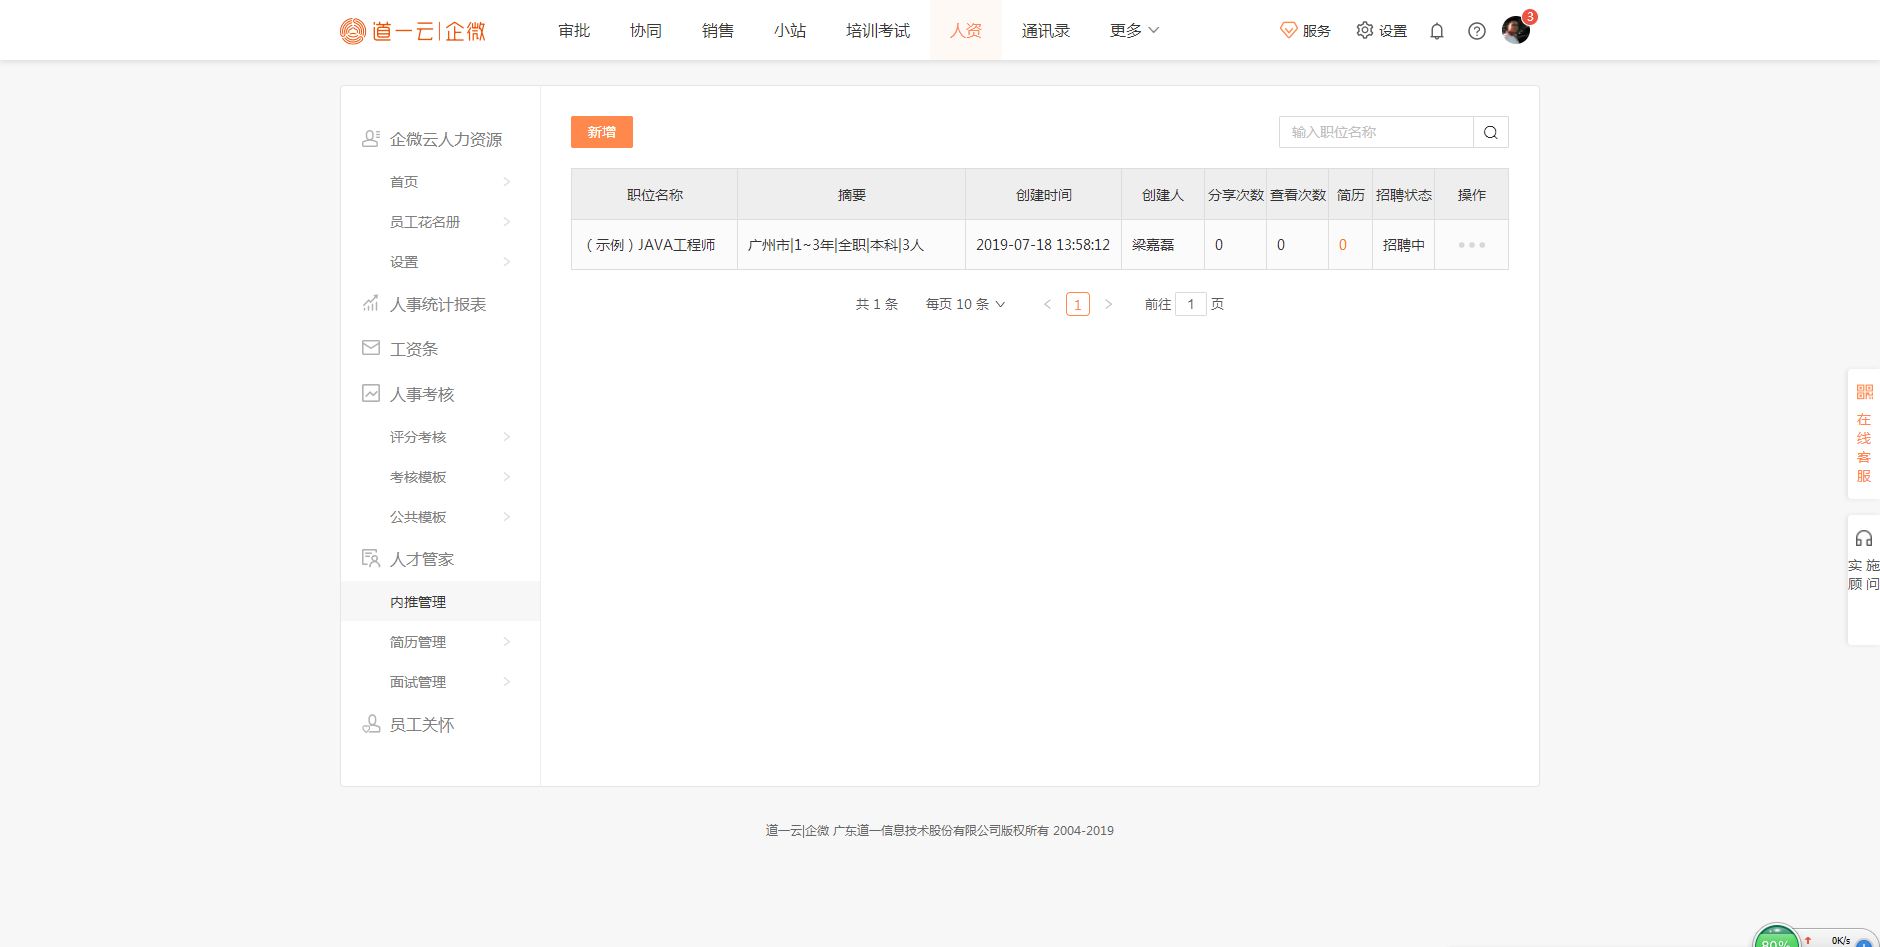 道一云|企微 审批 协同 销售 小站 培训考试 人资 通讯录 更多 服务 设置 3
企微云人力资源
首页
员工花名册
设置
人事统计报表
工资条
人事考核
评分考核
考核模板
公共模板
人才管家
内推管理
简历管理
面试管理
员工关怀
新增 输入职位名称
职位名称 摘要 创建时间 创建人 分享次数 查看次数 简历 招聘状态 操作
（示例）JAVA工程师 广州市|1~3年|全职|本科|3人 2019-07-18 13:58:12 梁嘉磊 0 0 0 招聘中
共 1 条 每页 10 条 < 1 > 前往 1 页
在
线
客
服
实 施
顾 问
道一云|企微 广东道一信息技术股份有限公司版权所有 2004-2019
80% 0K/s